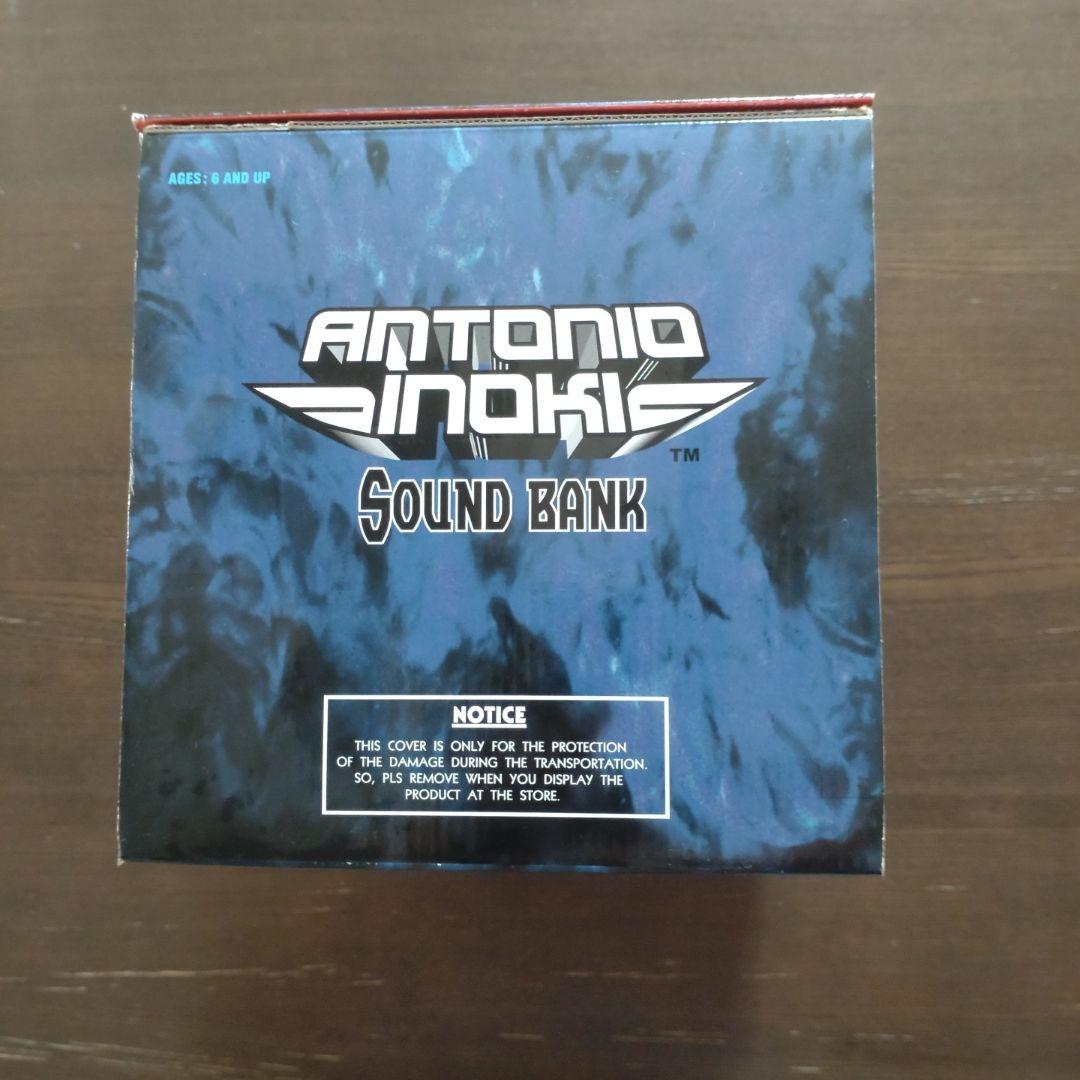 AGES: 6 AND UP
ANTONIO
INOKI
TM
SOUND BANK
NOTICE
THIS COVER IS ONLY FOR THE PROTECTION
OF THE DAMAGE DURING THE TRANSPORTATION.
SO, PLS REMOVE WHEN YOU DISPLAY THE
PRODUCT AT THE STORE.